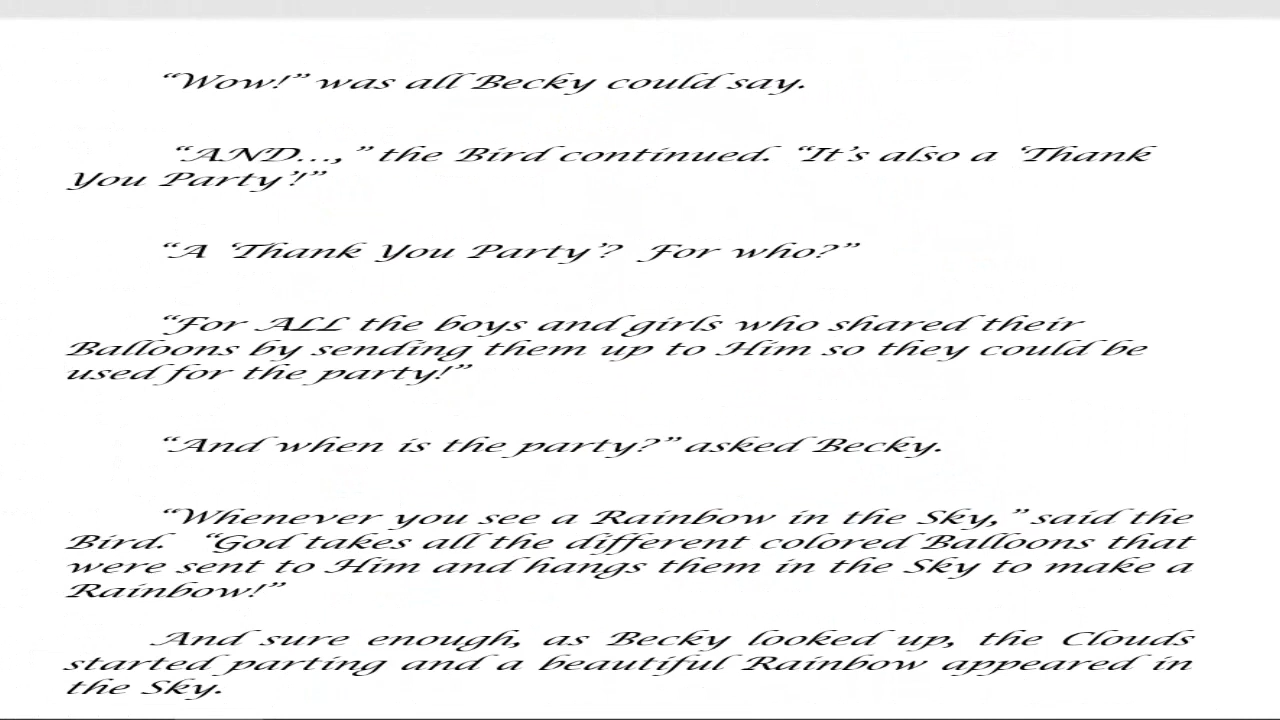 “Wow!” was all Becky could say.
“AND...,” the Bird continued. “It’s also a ‘Thank
You Party’!”
“A ‘Thank You Party’? For who?”
“For ALL the boys and girls who shared their
Balloons by sending them up to Him so they could be
used for the party!”
“And when is the party?” asked Becky.
“Whenever you see a Rainbow in the Sky,” said the
Bird. “God takes all the different colored Balloons that
were sent to Him and hangs them in the Sky to make a
Rainbow!”
And sure enough, as Becky looked up, the Clouds
started parting and a beautiful Rainbow appeared in
the Sky.